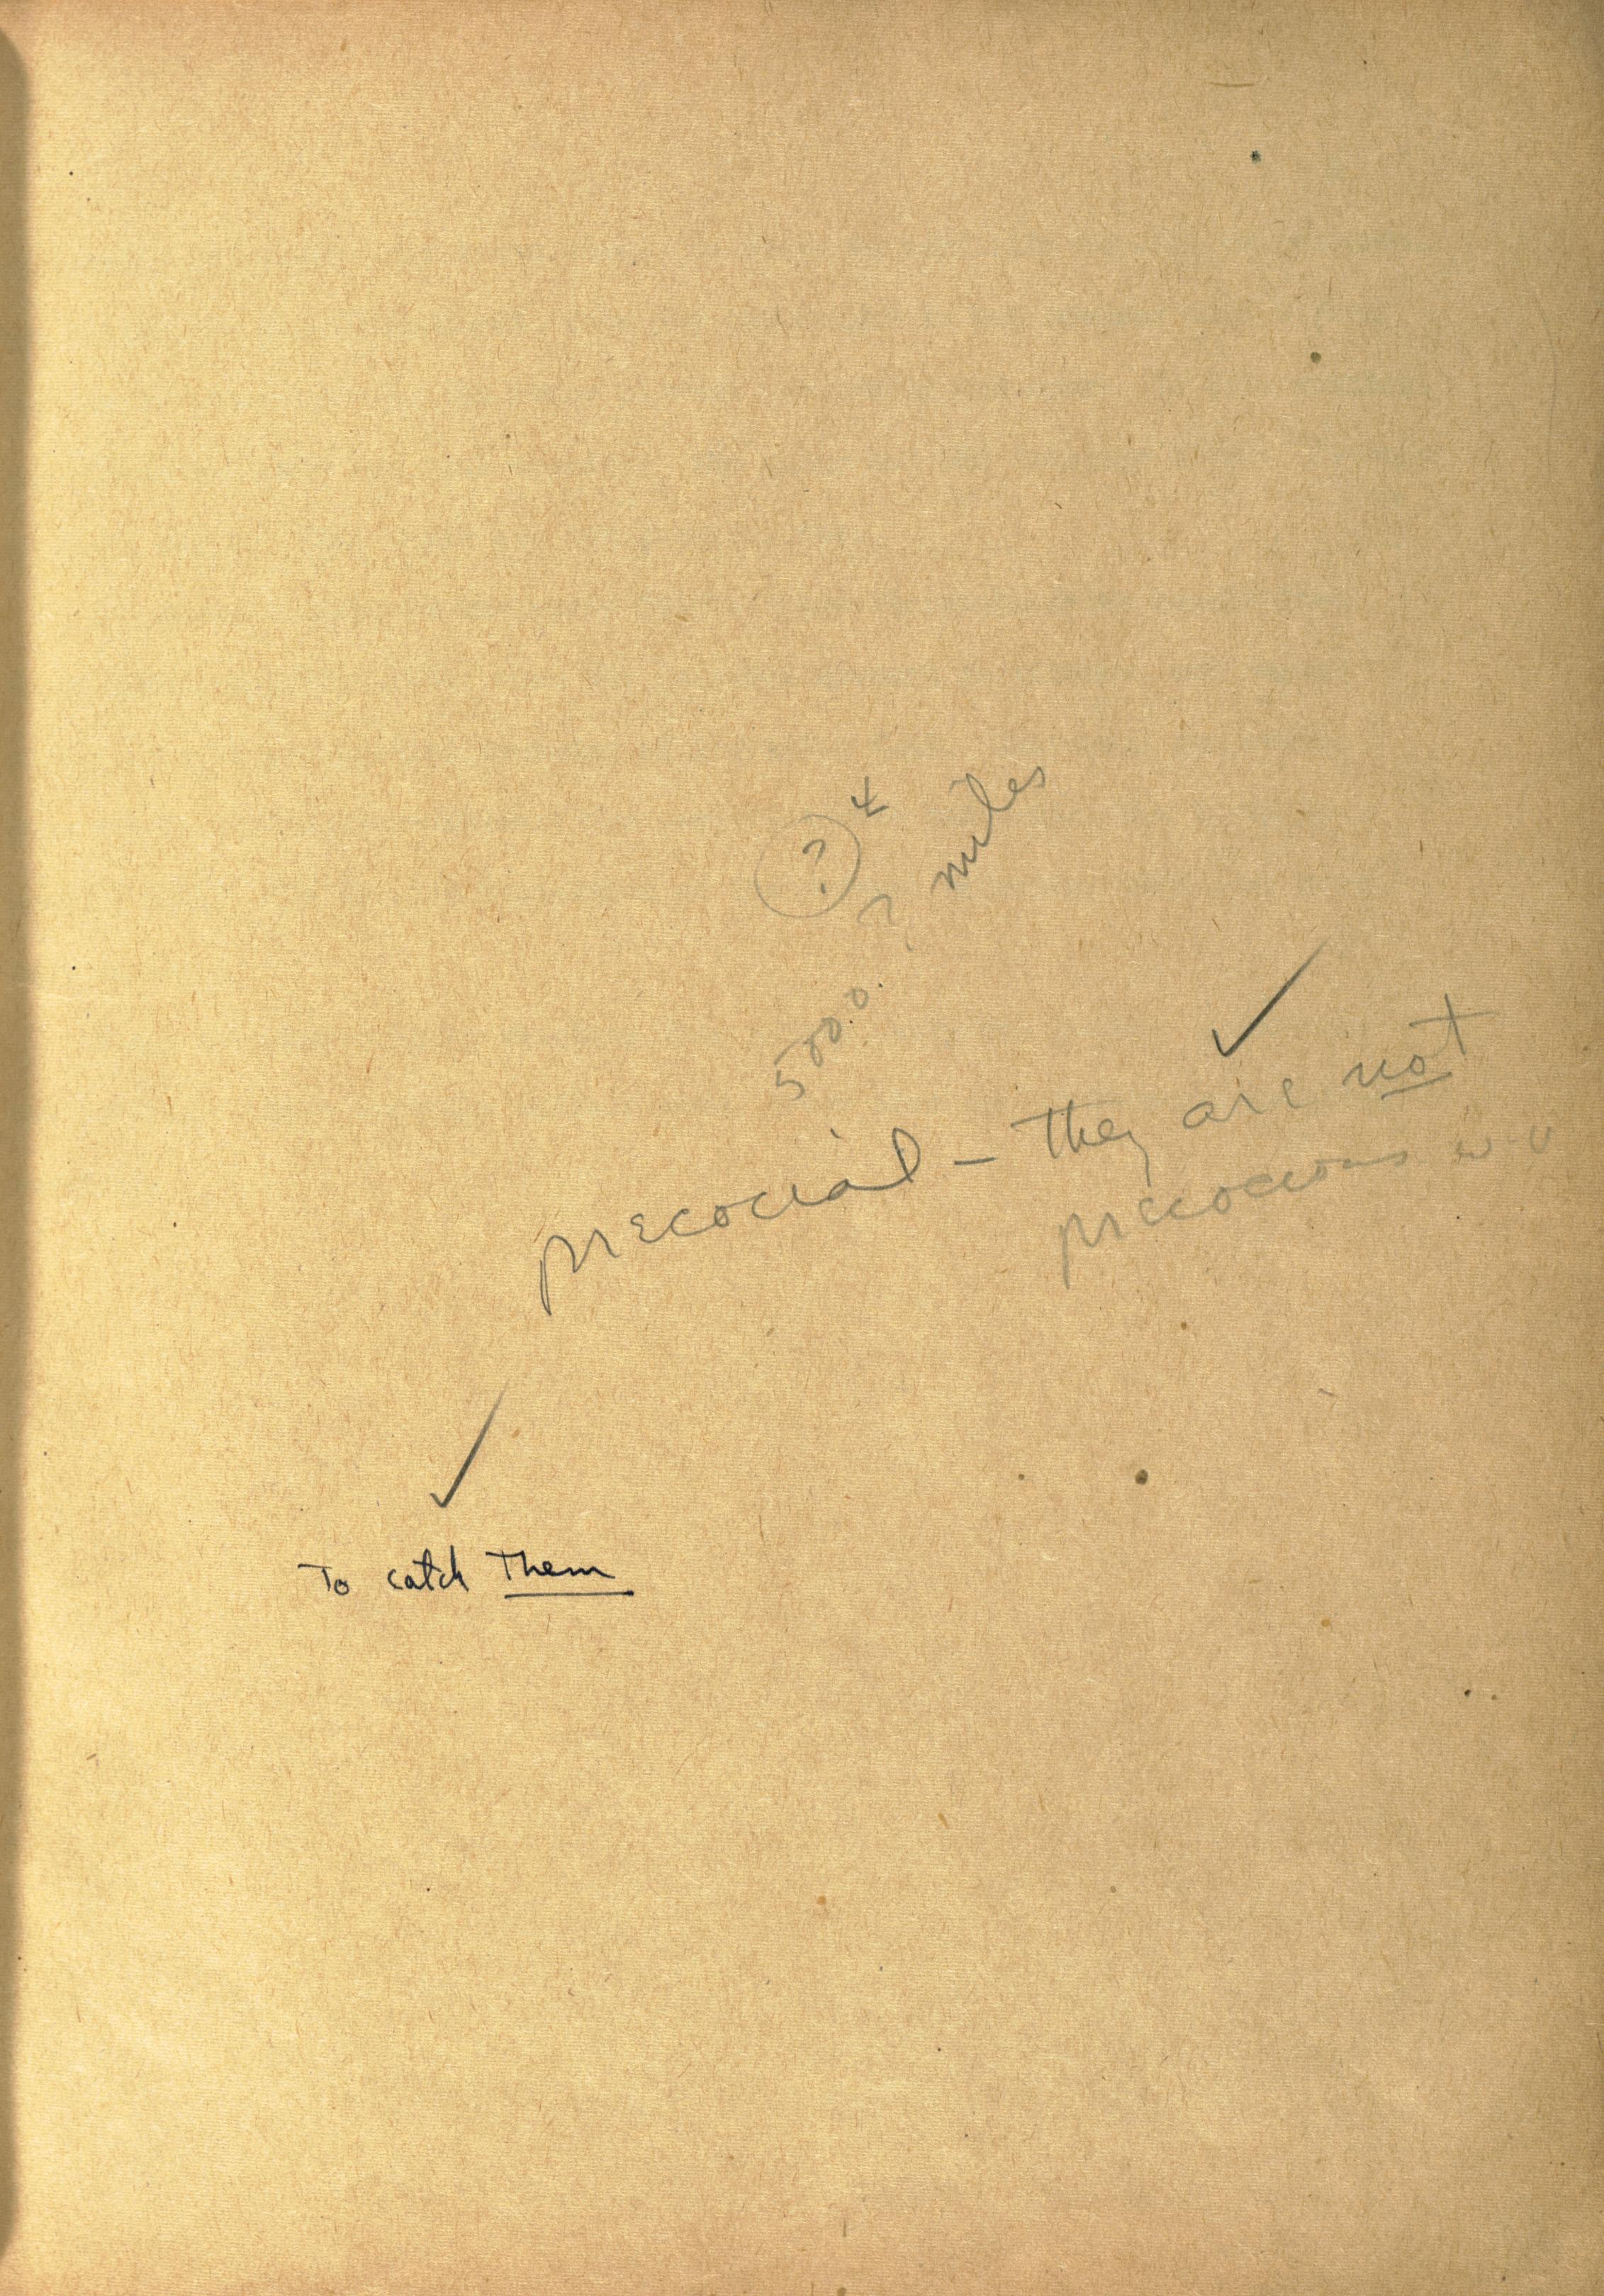 ?
5000 ? miles
precocial — they are not
precocious
✓
✓
To catch them